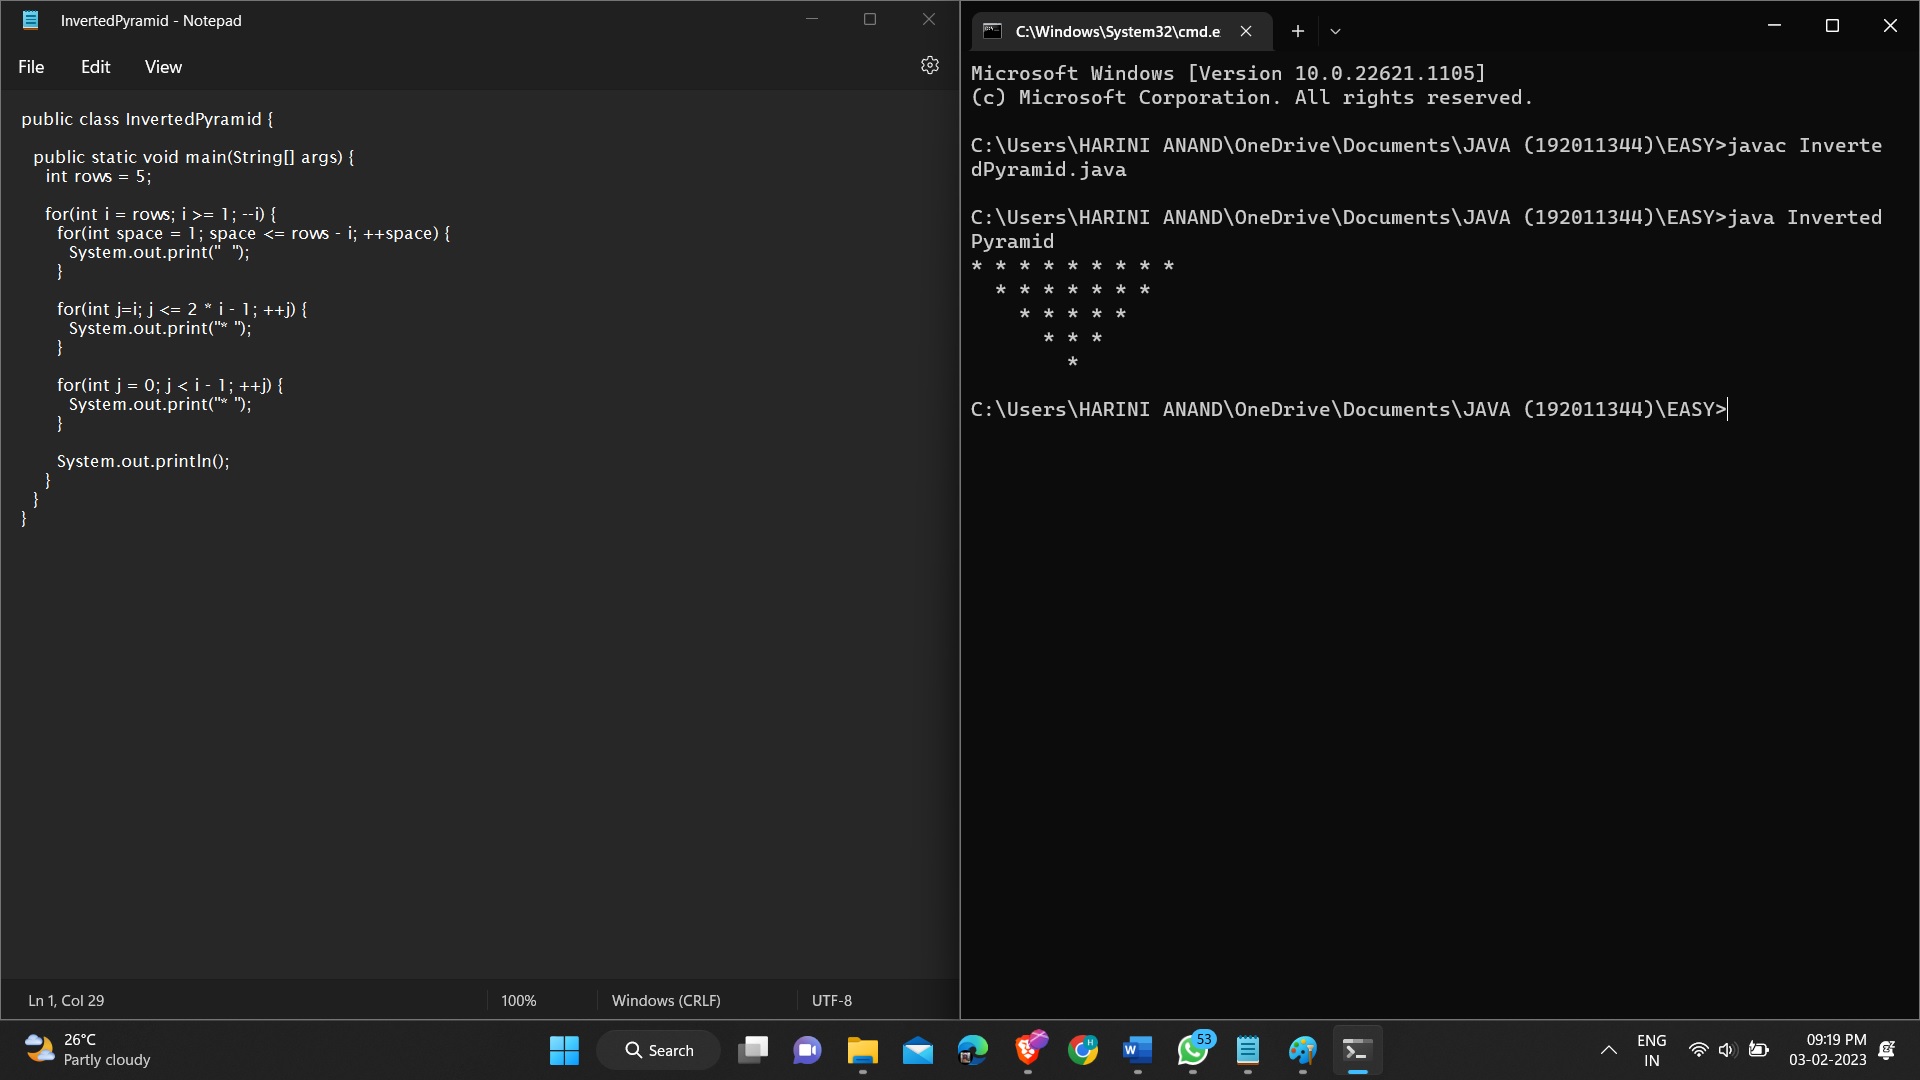 InvertedPyramid - Notepad
File Edit View
public class InvertedPyramid {
public static void main(String[] args) {
int rows = 5;
for(int i = rows; i >= 1; --i) {
for(int space = 1; space <= rows - i; ++space) {
System.out.print("  ");
}
for(int j=i; j <= 2 * i - 1; ++j) {
System.out.print("* ");
}
for(int j = 0; j < i - 1; ++j) {
System.out.print("* ");
}
System.out.println();
}
}
}
Ln 1, Col 29 100% Windows (CRLF) UTF-8
C:\Windows\System32\cmd.e
Microsoft Windows [Version 10.0.22621.1105]
(c) Microsoft Corporation. All rights reserved.
C:\Users\HARINI ANAND\OneDrive\Documents\JAVA (192011344)\EASY>javac Inverte
dPyramid.java
C:\Users\HARINI ANAND\OneDrive\Documents\JAVA (192011344)\EASY>java Inverted
Pyramid
* * * * * * * * *
  * * * * * * *
    * * * * *
      * * *
        *
C:\Users\HARINI ANAND\OneDrive\Documents\JAVA (192011344)\EASY>
26°C
Partly cloudy
Search
H
W
53
ENG
IN
09:19 PM
03-02-2023